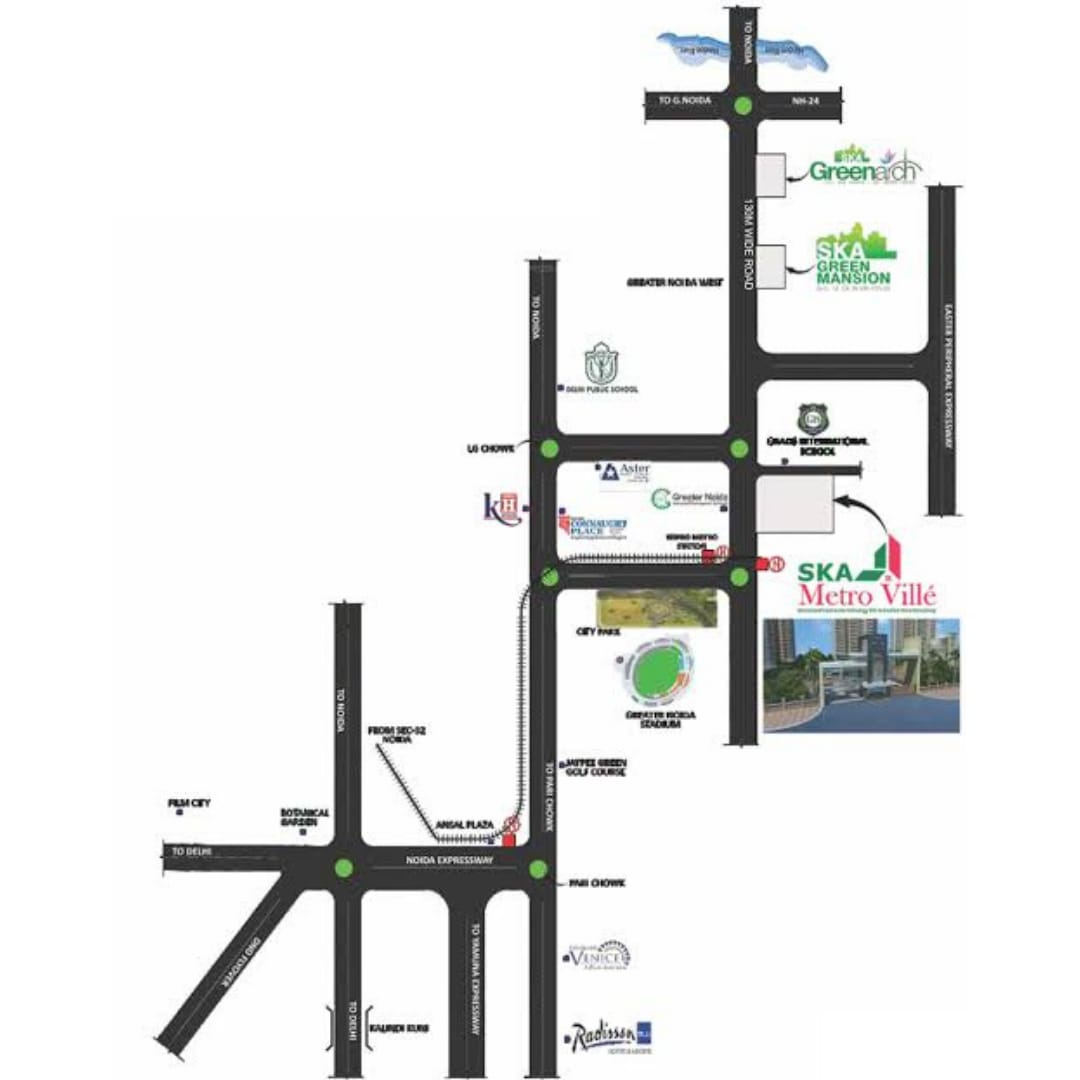 TO NOIDA
TO G.NOIDA
NH-24
SKA
Greenarch
130M WIDE ROAD
SKA
GREEN
MANSION
GREATER NOIDA WEST
TO NOIDA
EASTER PERIPHERAL EXPRESSWAY
DELHI PUBLIC SCHOOL
INTERNATIONAL
SCHOOL
LG CHOWK
Aster
KH
Greater Noida
CONNAUGHT
PLACE
METRO
STATION
SKA
Metro Villé
CITY PARK
GREATER NOIDA
STADIUM
TO NOIDA
FROM SEC-52
NOIDA
JAYPEE GREEN
GOLF COURSE
TO PARI CHOWK
FILM CITY
BOTANICAL
GARDEN
ANSAL PLAZA
TO DELHI
NOIDA EXPRESSWAY
PARI CHOWK
DND FLYOVER
TO YAMUNA EXPRESSWAY
VENICE
TO DELHI
KALINDI KUNJ
Radisson